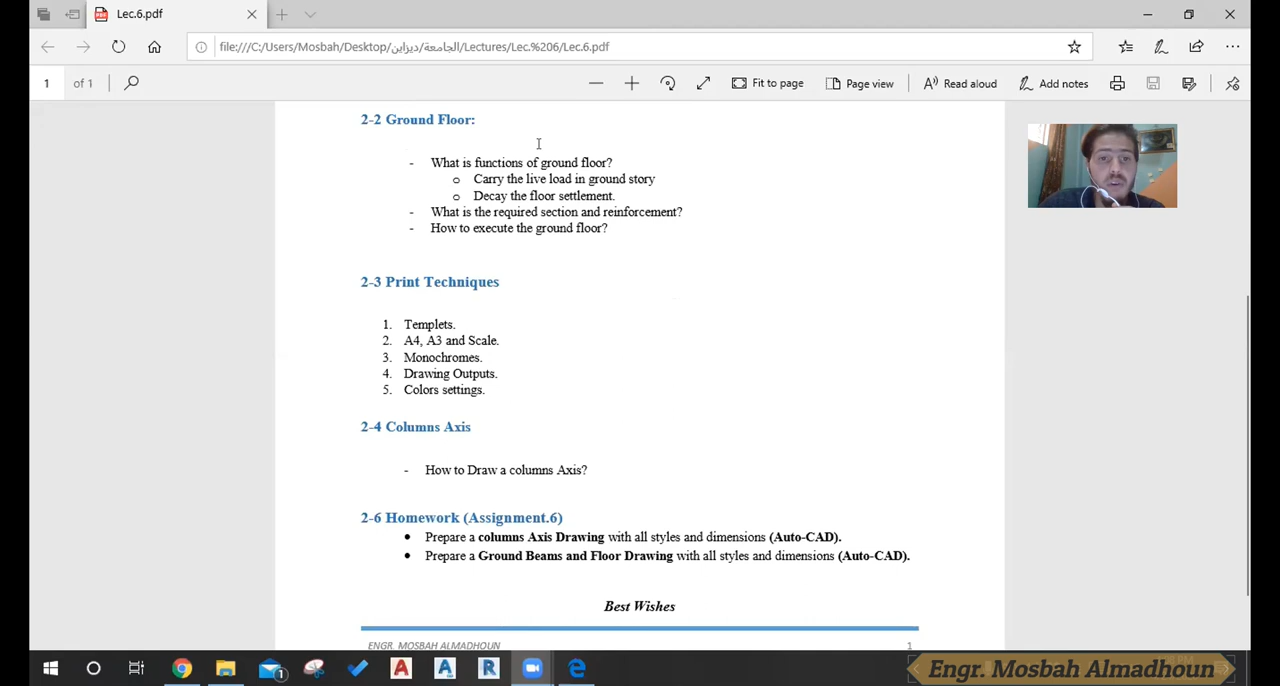 Lec.6.pdf
file:///C:/Users/Mosbah/Desktop/ديزاين/الجامعة/Lectures/Lec.%206/Lec.6.pdf
1 of 1
Fit to page
Page view
Read aloud
Add notes
2-2 Ground Floor:
- What is functions of ground floor?
o Carry the live load in ground story
o Decay the floor settlement.
- What is the required section and reinforcement?
- How to execute the ground floor?
2-3 Print Techniques
1. Templets.
2. A4, A3 and Scale.
3. Monochromes.
4. Drawing Outputs.
5. Colors settings.
2-4 Columns Axis
- How to Draw a columns Axis?
2-6 Homework (Assignment.6)
• Prepare a columns Axis Drawing with all styles and dimensions (Auto-CAD).
• Prepare a Ground Beams and Floor Drawing with all styles and dimensions (Auto-CAD).
Best Wishes
ENGR. MOSBAH ALMADHOUN 1
Engr. Mosbah Almadhoun